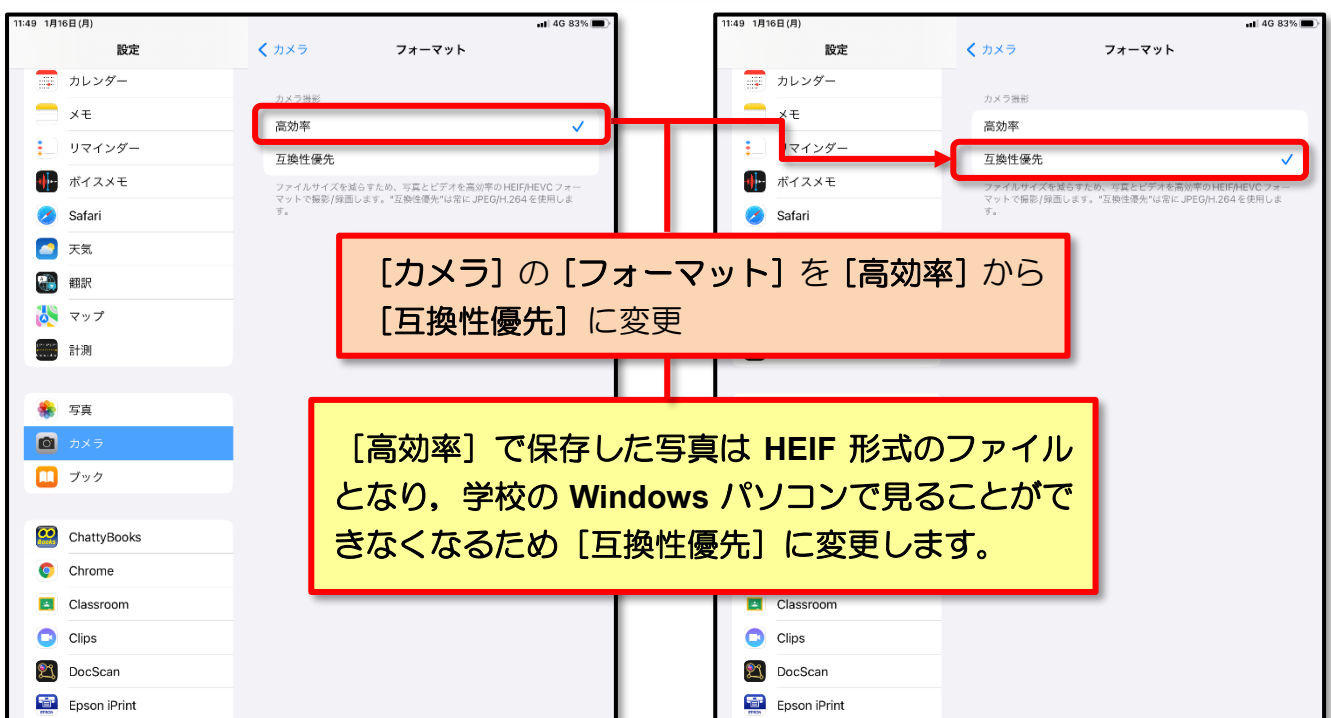 11:49 1月16日(月)
4G 83%
設定
カレンダー
メモ
リマインダー
ボイスメモ
Safari
天気
翻訳
マップ
計測
写真
カメラ
ブック
ChattyBooks
Chrome
Classroom
Clips
DocScan
Epson iPrint
カメラ
フォーマット
カメラ撮影
高効率
互換性優先
ファイルサイズを減らすため、写真とビデオを高効率のHEIF/HEVCフォー
マットで撮影/録画します。"互換性優先"は常にJPEG/H.264を使用しま
す。
11:49 1月16日(月)
4G 83%
設定
カレンダー
メモ
リマインダー
ボイスメモ
Safari
Classroom
Clips
DocScan
Epson iPrint
カメラ
フォーマット
カメラ撮影
高効率
互換性優先
ファイルサイズを減らすため、写真とビデオを高効率のHEIF/HEVCフォー
マットで撮影/録画します。"互換性優先"は常にJPEG/H.264を使用しま
す。
［カメラ］の［フォーマット］を［高効率］から
［互換性優先］に変更
［高効率］で保存した写真は HEIF 形式のファイル
となり，学校の Windows パソコンで見ることがで
きなくなるため［互換性優先］に変更します。